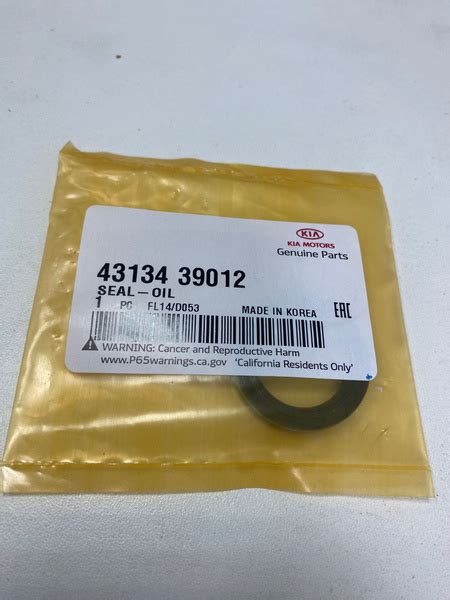 KIA
KIA MOTORS
Genuine Parts
43134 39012
SEAL-OIL
1 PC FL14/D053 MADE IN KOREA
EAC
WARNING: Cancer and Reproductive Harm
www.P65warnings.ca.gov 'California Residents Only'